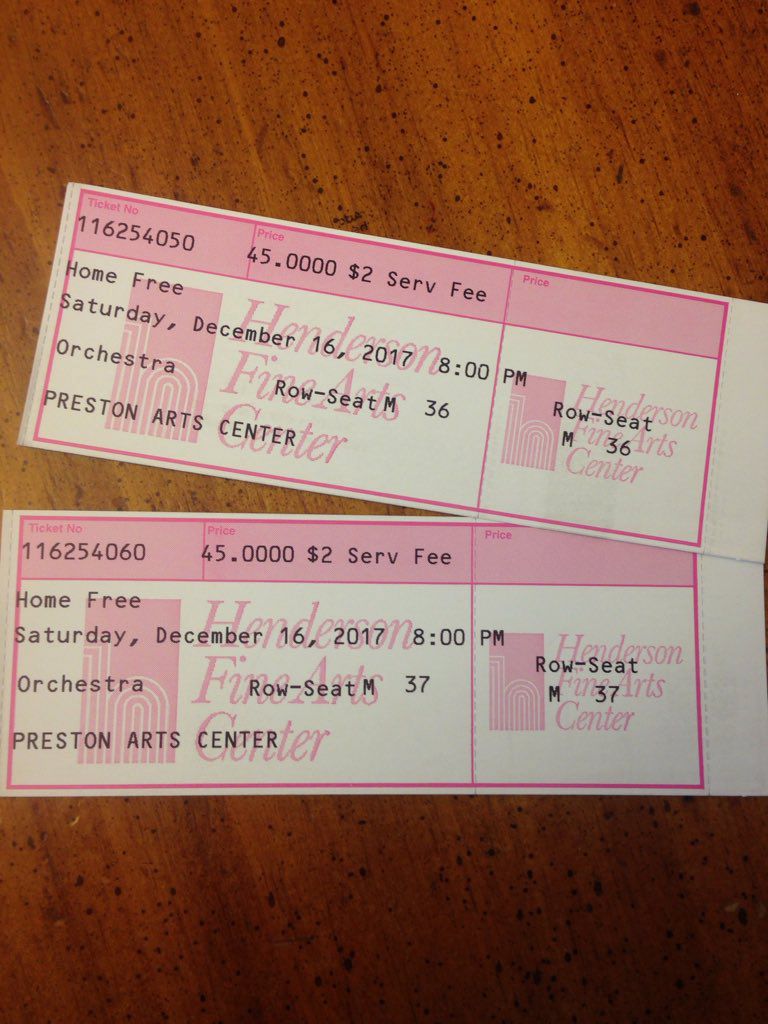 Ticket No
Price
Price
116254050
45.0000 $2 Serv Fee
Home Free
Saturday, December 16, 2017 8:00 PM
Orchestra
Row-Seat M 36
PRESTON ARTS CENTER
Henderson
Fine Arts
Center
Row-Seat
M 36
Henderson
Fine Arts
Center
Ticket No
Price
Price
116254060
45.0000 $2 Serv Fee
Home Free
Saturday, December 16, 2017 8:00 PM
Orchestra
Row-Seat M 37
PRESTON ARTS CENTER
Henderson
Fine Arts
Center
Row-Seat
M 37
Henderson
Fine Arts
Center